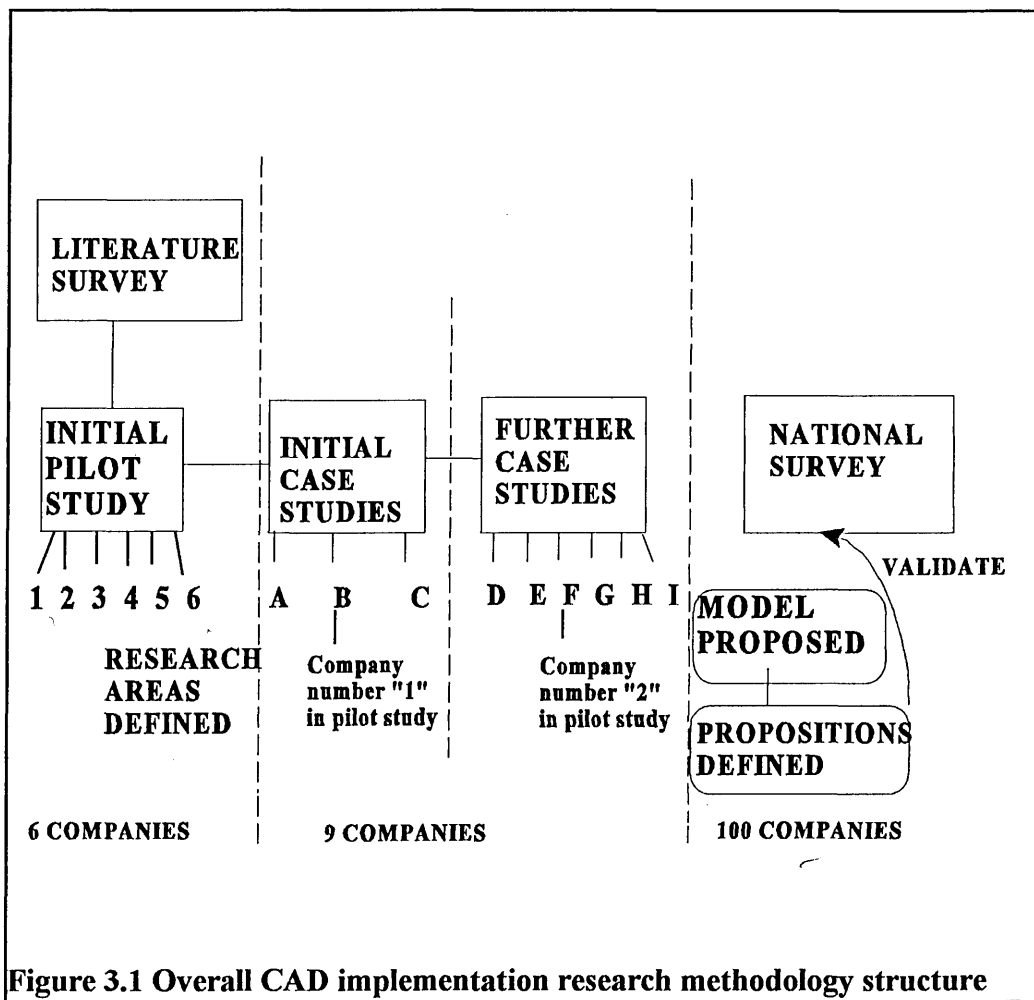 LITERATURE
SURVEY
INITIAL
PILOT
STUDY
1 2 3 4 5 6
RESEARCH
AREAS
DEFINED
6 COMPANIES
INITIAL
CASE
STUDIES
A B C
Company
number "1"
in pilot study
FURTHER
CASE
STUDIES
D E F G H I
Company
number "2"
in pilot study
9 COMPANIES
NATIONAL
SURVEY
VALIDATE
MODEL
PROPOSED
PROPOSITIONS
DEFINED
100 COMPANIES
Figure 3.1 Overall CAD implementation research methodology structure